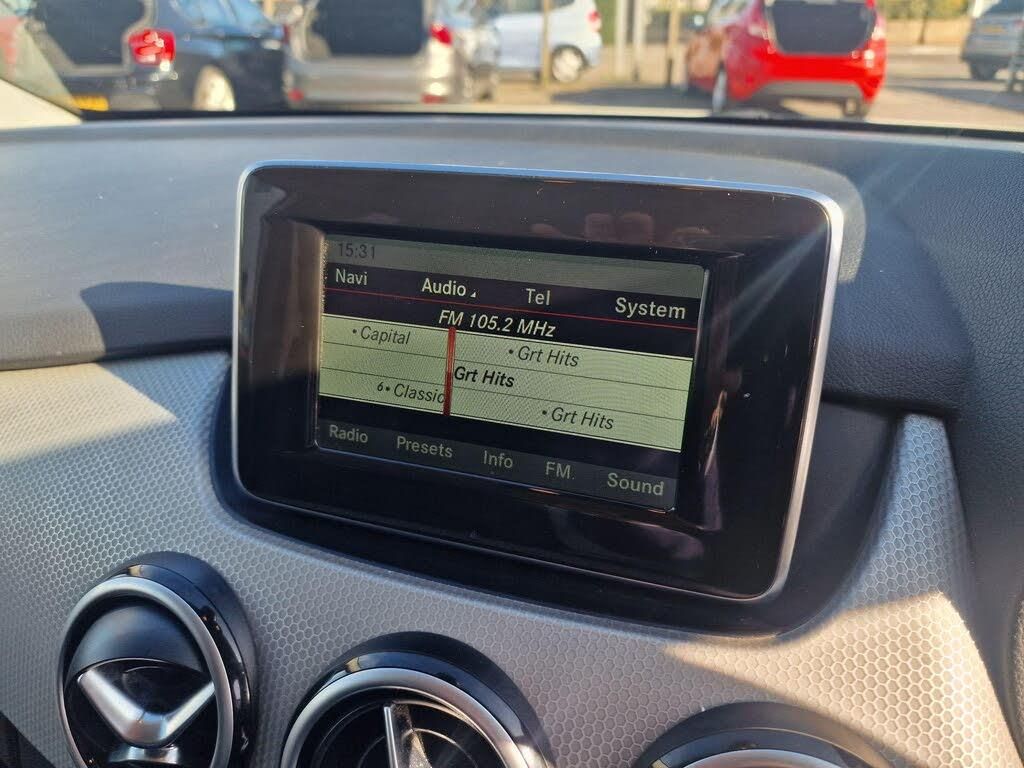 15:31
Navi Audio Tel System
FM 105.2 MHz
• Capital • Grt Hits
Grt Hits
6• Classic • Grt Hits
Radio Presets Info FM Sound